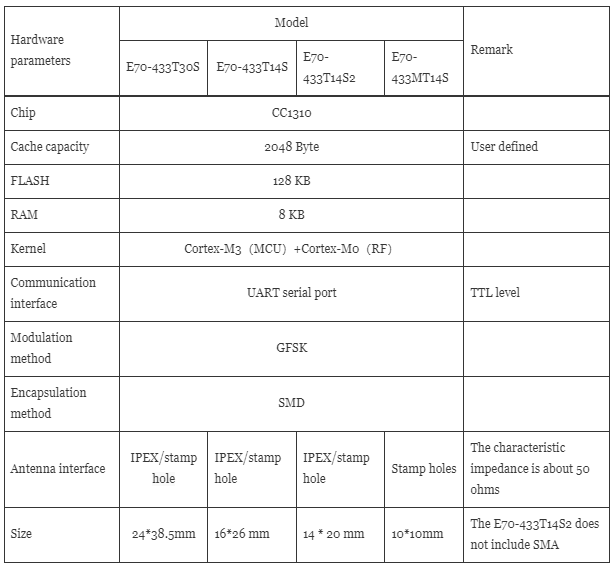 Hardware
parameters
Model
Remark
E70-433T30S
E70-433T14S
E70-
433T14S2
E70-
433MT14S
Chip
CC1310
Cache capacity
2048 Byte
User defined
FLASH
128 KB
RAM
8 KB
Kernel
Cortex-M3（MCU）+Cortex-M0（RF）
Communication
interface
UART serial port
TTL level
Modulation
method
GFSK
Encapsulation
method
SMD
Antenna interface
IPEX/stamp
hole
IPEX/stamp
hole
IPEX/stamp
hole
Stamp holes
The characteristic
impedance is about 50
ohms
Size
24*38.5mm
16*26 mm
14 * 20 mm
10*10mm
The E70-433T14S2 does
not include SMA